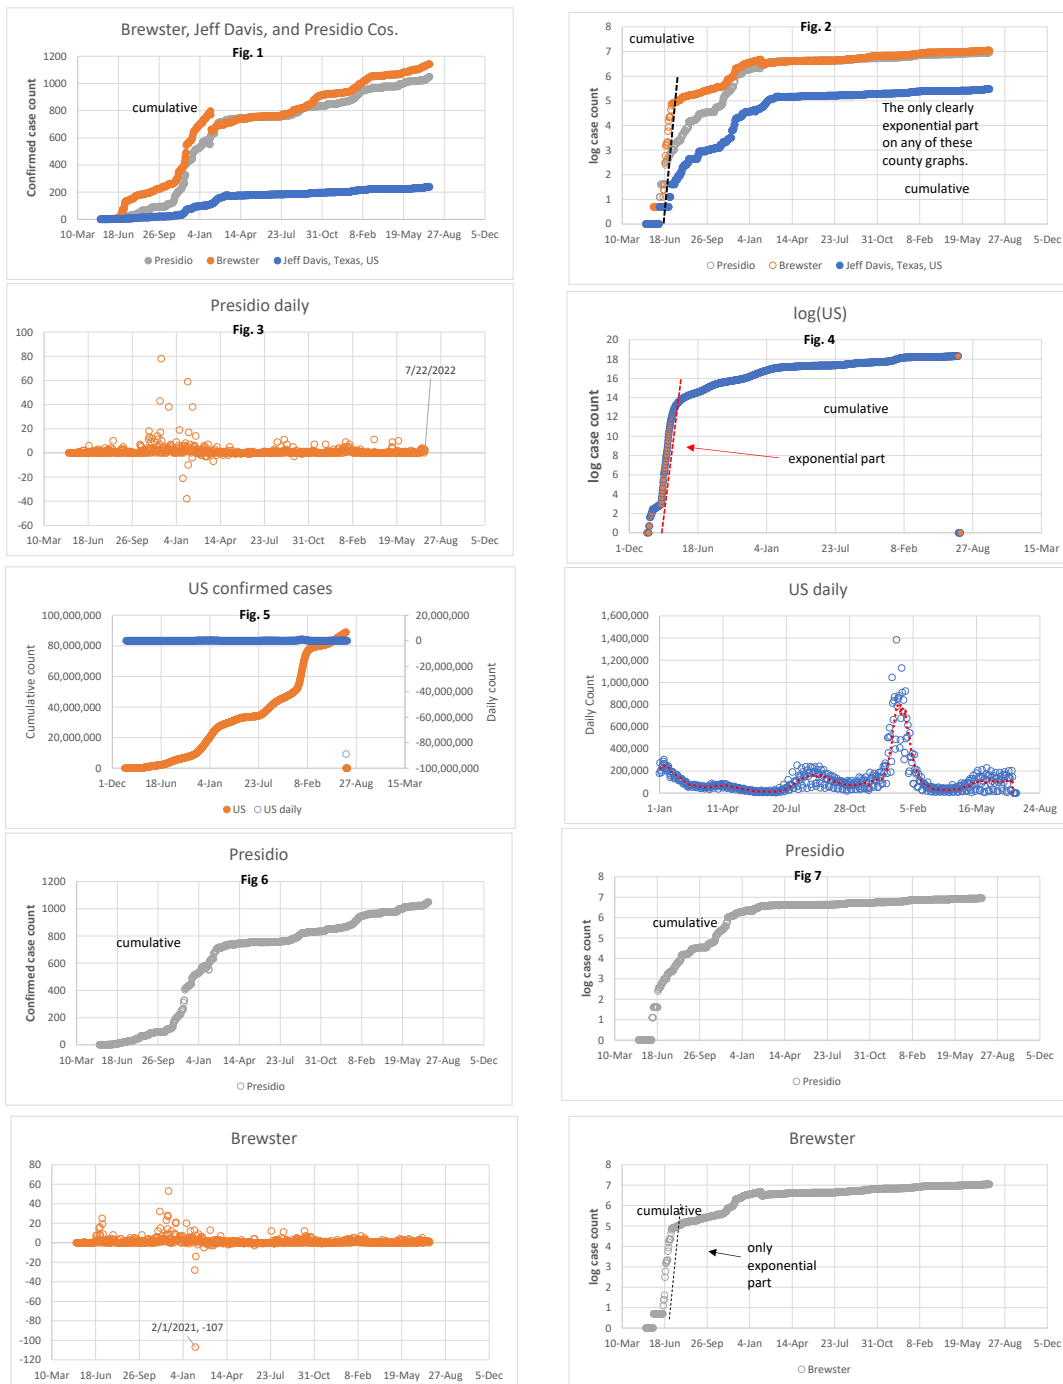 Brewster, Jeff Davis, and Presidio Cos.
Fig. 1
1200
1000
800
600
400
200
0
Confirmed case count
cumulative
10-Mar 18-Jun 26-Sep 4-Jan 14-Apr 23-Jul 31-Oct 8-Feb 19-May 27-Aug 5-Dec
Presidio Brewster Jeff Davis, Texas, US
Fig. 2
8
7
6
5
4
3
2
1
0
log case count
cumulative
The only clearly
exponential part
on any of these
county graphs.
cumulative
10-Mar 18-Jun 26-Sep 4-Jan 14-Apr 23-Jul 31-Oct 8-Feb 19-May 27-Aug 5-Dec
Presidio Brewster Jeff Davis, Texas, US
Presidio daily
Fig. 3
100
80
60
40
20
0
-20
-40
-60
7/22/2022
10-Mar 18-Jun 26-Sep 4-Jan 14-Apr 23-Jul 31-Oct 8-Feb 19-May 27-Aug 5-Dec
log(US)
Fig. 4
20
18
16
14
12
10
8
6
4
2
0
log case count
cumulative
exponential part
1-Dec 18-Jun 4-Jan 23-Jul 8-Feb 27-Aug 15-Mar
US confirmed cases
Fig. 5
100,000,000
80,000,000
60,000,000
40,000,000
20,000,000
0
Cumulative count
20,000,000
0
-20,000,000
-40,000,000
-60,000,000
-80,000,000
-100,000,000
Daily count
1-Dec 18-Jun 4-Jan 23-Jul 8-Feb 27-Aug 15-Mar
US US daily
US daily
1,600,000
1,400,000
1,200,000
1,000,000
800,000
600,000
400,000
200,000
0
Daily Count
1-Jan 11-Apr 20-Jul 28-Oct 5-Feb 16-May 24-Aug
Presidio
Fig 6
1200
1000
800
600
400
200
0
Confirmed case count
cumulative
10-Mar 18-Jun 26-Sep 4-Jan 14-Apr 23-Jul 31-Oct 8-Feb 19-May 27-Aug 5-Dec
Presidio
Presidio
Fig 7
8
7
6
5
4
3
2
1
0
log case count
cumulative
10-Mar 18-Jun 26-Sep 4-Jan 14-Apr 23-Jul 31-Oct 8-Feb 19-May 27-Aug 5-Dec
Presidio
Brewster
80
60
40
20
0
-20
-40
-60
-80
-100
-120
2/1/2021, -107
10-Mar 18-Jun 26-Sep 4-Jan 14-Apr 23-Jul 31-Oct 8-Feb 19-May 27-Aug 5-Dec
Brewster
8
7
6
5
4
3
2
1
0
log case count
cumulative
only
exponential
part
10-Mar 18-Jun 26-Sep 4-Jan 14-Apr 23-Jul 31-Oct 8-Feb 19-May 27-Aug 5-Dec
Brewster